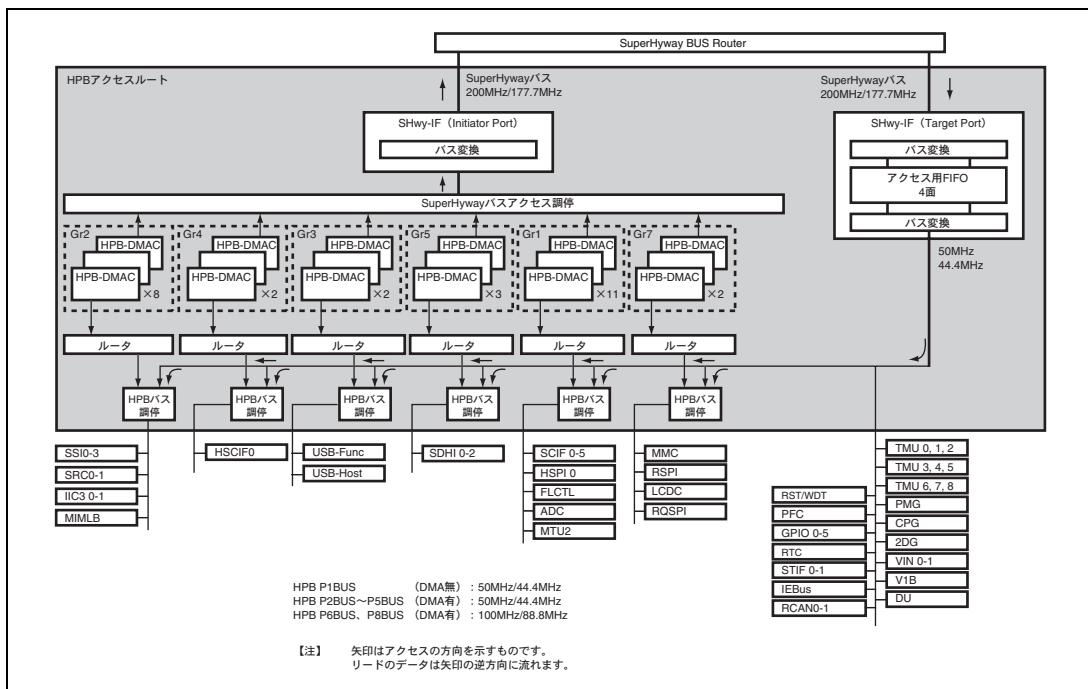 SuperHyway BUS Router
HPBアクセスルート
SuperHywayバス
200MHz/177.7MHz
SuperHywayバス
200MHz/177.7MHz
SHwy-IF（Initiator Port）
バス変換
SHwy-IF（Target Port）
バス変換
アクセス用FIFO
4面
バス変換
50MHz
44.4MHz
SuperHywayバスアクセス調停
Gr2
HPB-DMAC
HPB-DMAC
×8
Gr4
HPB-DMAC
HPB-DMAC
×2
Gr3
HPB-DMAC
HPB-DMAC
×2
Gr5
HPB-DMAC
HPB-DMAC
×3
Gr1
HPB-DMAC
HPB-DMAC
×11
Gr7
HPB-DMAC
HPB-DMAC
×2
ルータ
ルータ
ルータ
ルータ
ルータ
ルータ
HPBバス
調停
HPBバス
調停
HPBバス
調停
HPBバス
調停
HPBバス
調停
HPBバス
調停
SSI0-3
SRC0-1
IIC3 0-1
MIMLB
HSCIF0
USB-Func
USB-Host
SDHI 0-2
SCIF 0-5
HSPI 0
FLCTL
ADC
MTU2
MMC
RSPI
LCDC
RQSPI
RST/WDT
PFC
GPIO 0-5
RTC
STIF 0-1
IEBus
RCAN0-1
TMU 0, 1, 2
TMU 3, 4, 5
TMU 6, 7, 8
PMG
CPG
2DG
VIN 0-1
V1B
DU
HPB P1BUS （DMA無）：50MHz/44.4MHz
HPB P2BUS～P5BUS （DMA有）：50MHz/44.4MHz
HPB P6BUS、P8BUS （DMA有）：100MHz/88.8MHz
【注】 矢印はアクセスの方向を示すものです。
リードのデータは矢印の逆方向に流れます。